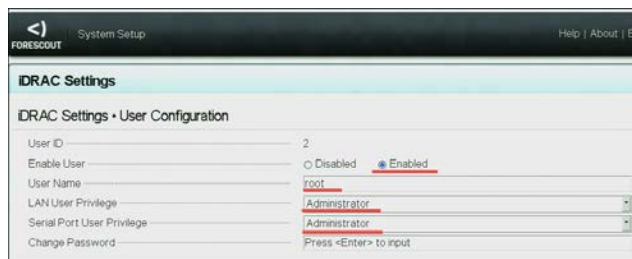 <)
FORESCOUT
System Setup
Help | About | E
iDRAC Settings
iDRAC Settings • User Configuration
User ID 2
Enable User Disabled Enabled
User Name root
LAN User Privilege Administrator
Serial Port User Privilege Administrator
Change Password Press <Enter> to input